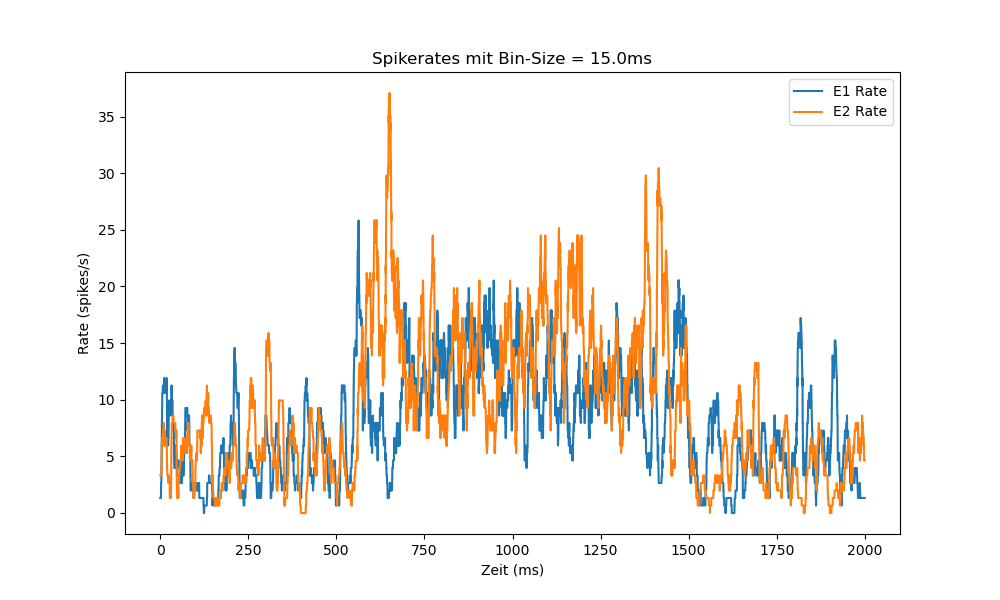 Spikerates mit Bin-Size = 15.0ms
E1 Rate
E2 Rate
Rate (spikes/s)
35
30
25
20
15
10
5
0
0 250 500 750 1000 1250 1500 1750 2000
Zeit (ms)